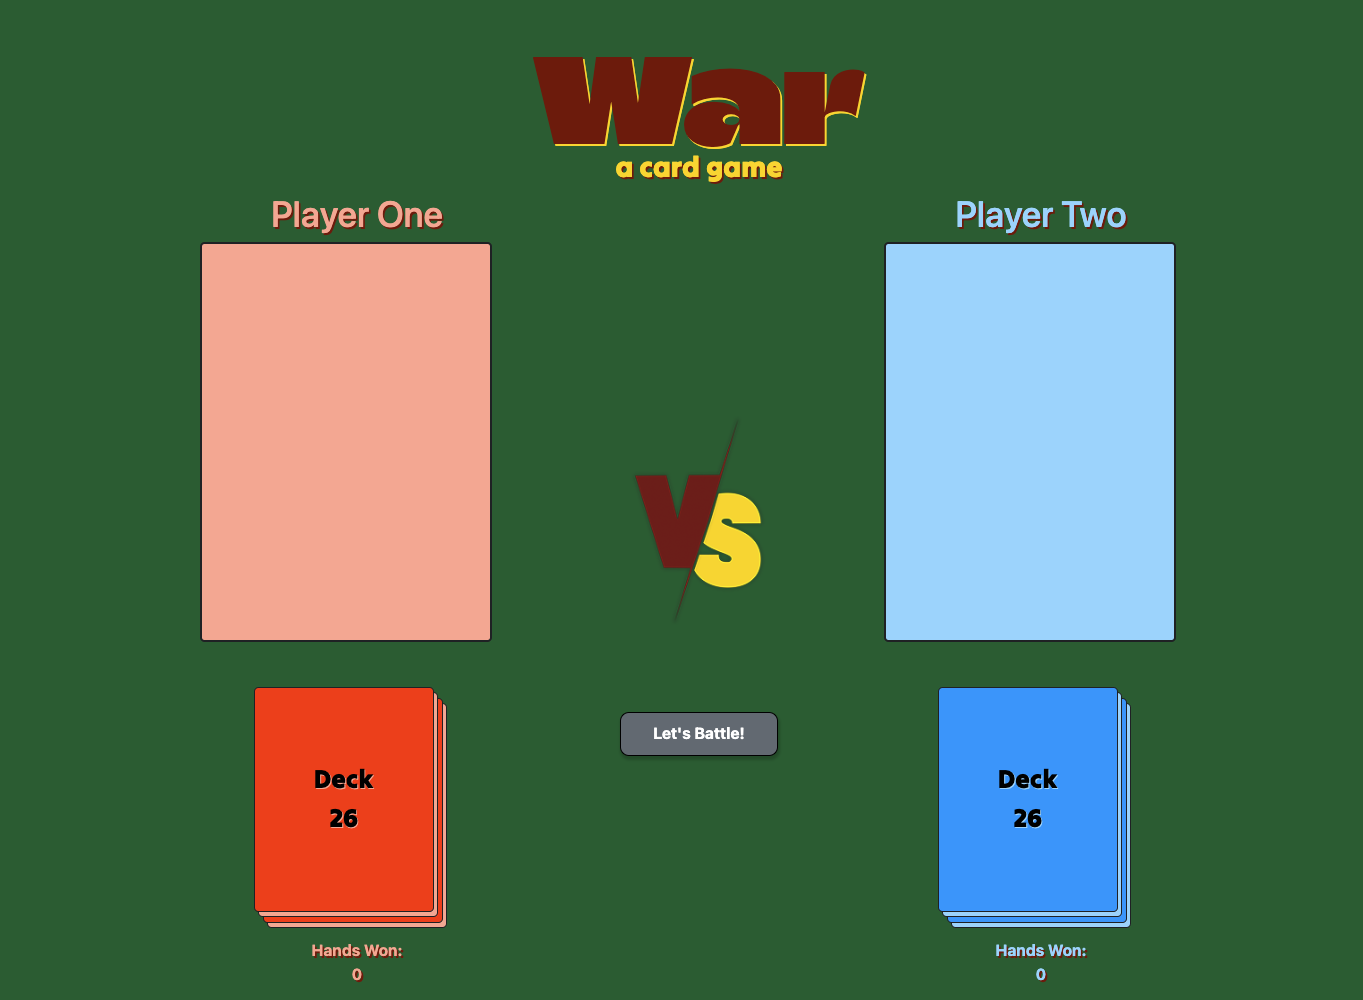 War
a card game
Player One
Player Two
VS
Deck
26
Let's Battle!
Deck
26
Hands Won:
0
Hands Won:
0